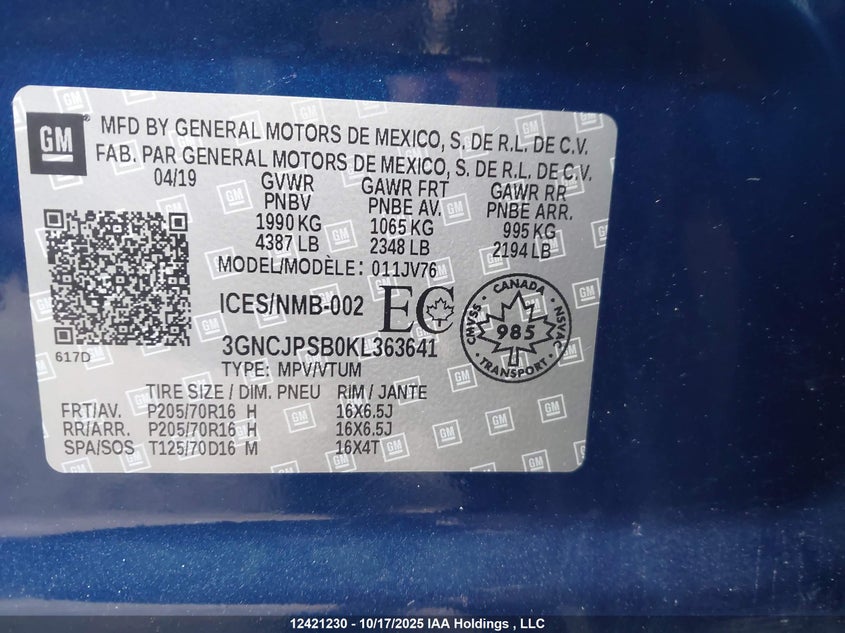 GM
MFD BY GENERAL MOTORS DE MEXICO, S. DE R.L. DE C.V.
FAB. PAR GENERAL MOTORS DE MEXICO, S. DE R.L. DE C.V.
04/19 GVWR GAWR FRT GAWR RR
PNBV PNBE AV. PNBE ARR.
1990 KG 1065 KG 995 KG
4387 LB 2348 LB 2194 LB
MODEL/MODÈLE: 011JV76
ICES/NMB-002 EC
CANADA
CMVSS 985 NSVAC
TRANSPORT
617D
3GNCJPSB0KL363641
TYPE: MPV/VTUM
TIRE SIZE / DIM. PNEU RIM / JANTE
FRT/AV. P205/70R16 H 16X6.5J
RR/ARR. P205/70R16 H 16X6.5J
SPA/SOS T125/70D16 M 16X4T
12421230 - 10/17/2025 IAA Holdings , LLC